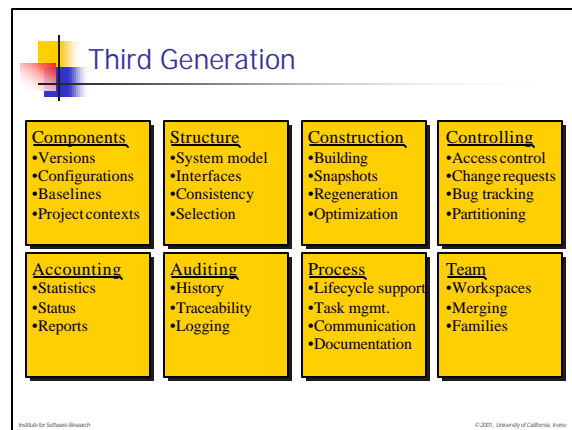 Third Generation
Components
•Versions
•Configurations
•Baselines
•Project contexts
Structure
•System model
•Interfaces
•Consistency
•Selection
Construction
•Building
•Snapshots
•Regeneration
•Optimization
Controlling
•Access control
•Change requests
•Bug tracking
•Partitioning
Accounting
•Statistics
•Status
•Reports
Auditing
•History
•Traceability
•Logging
Process
•Lifecycle support
•Task mgmt.
•Communication
•Documentation
Team
•Workspaces
•Merging
•Families
Institute for Software Research
© 2001, University of California, Irvine